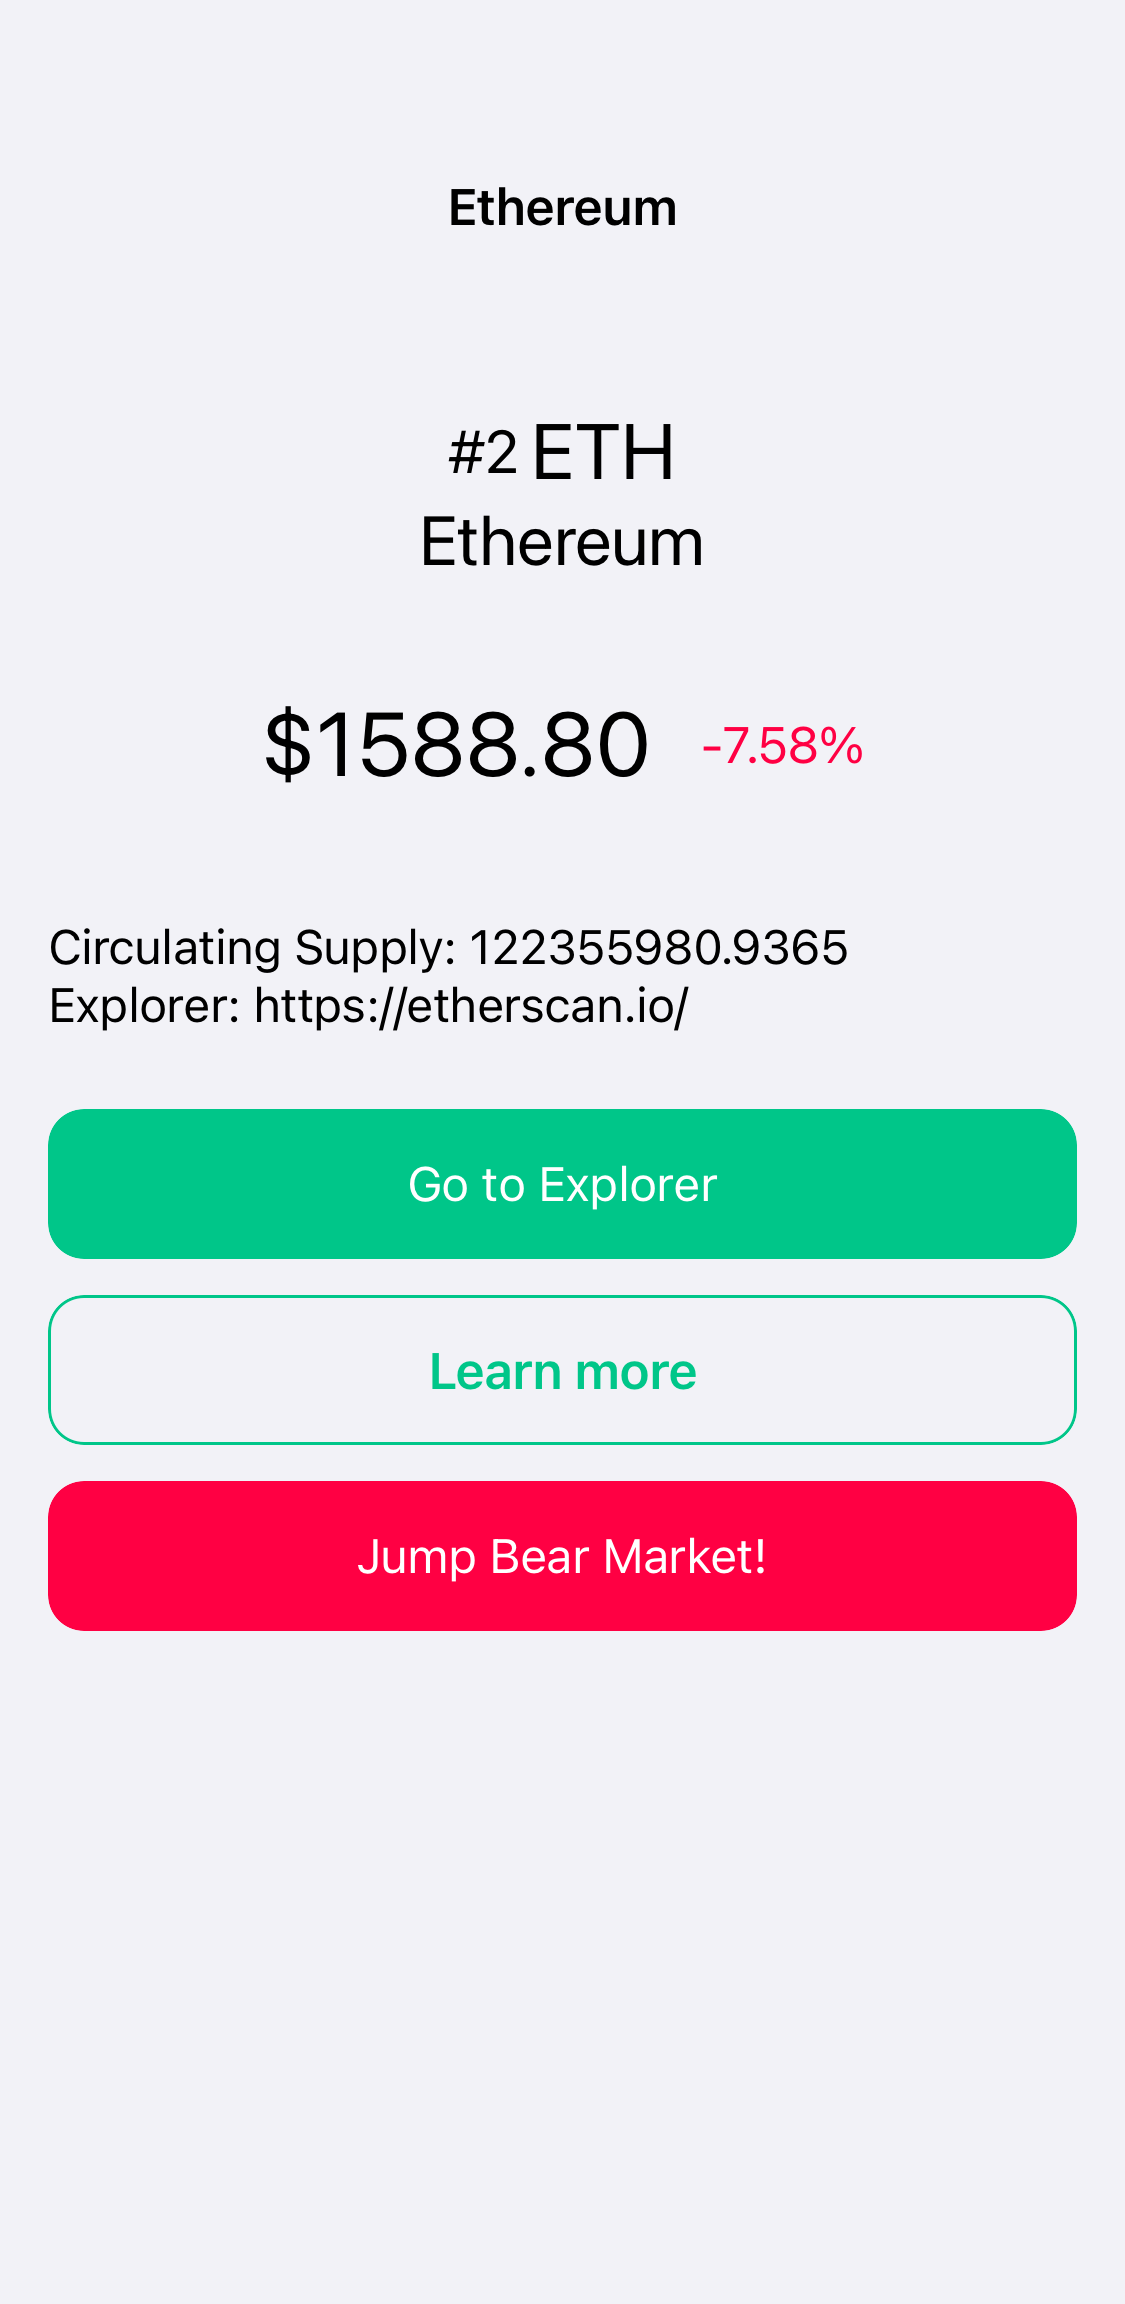 Ethereum
#2 ETH
Ethereum
$1588.80 -7.58%
Circulating Supply: 122355980.9365
Explorer: https://etherscan.io/
Go to Explorer
Learn more
Jump Bear Market!